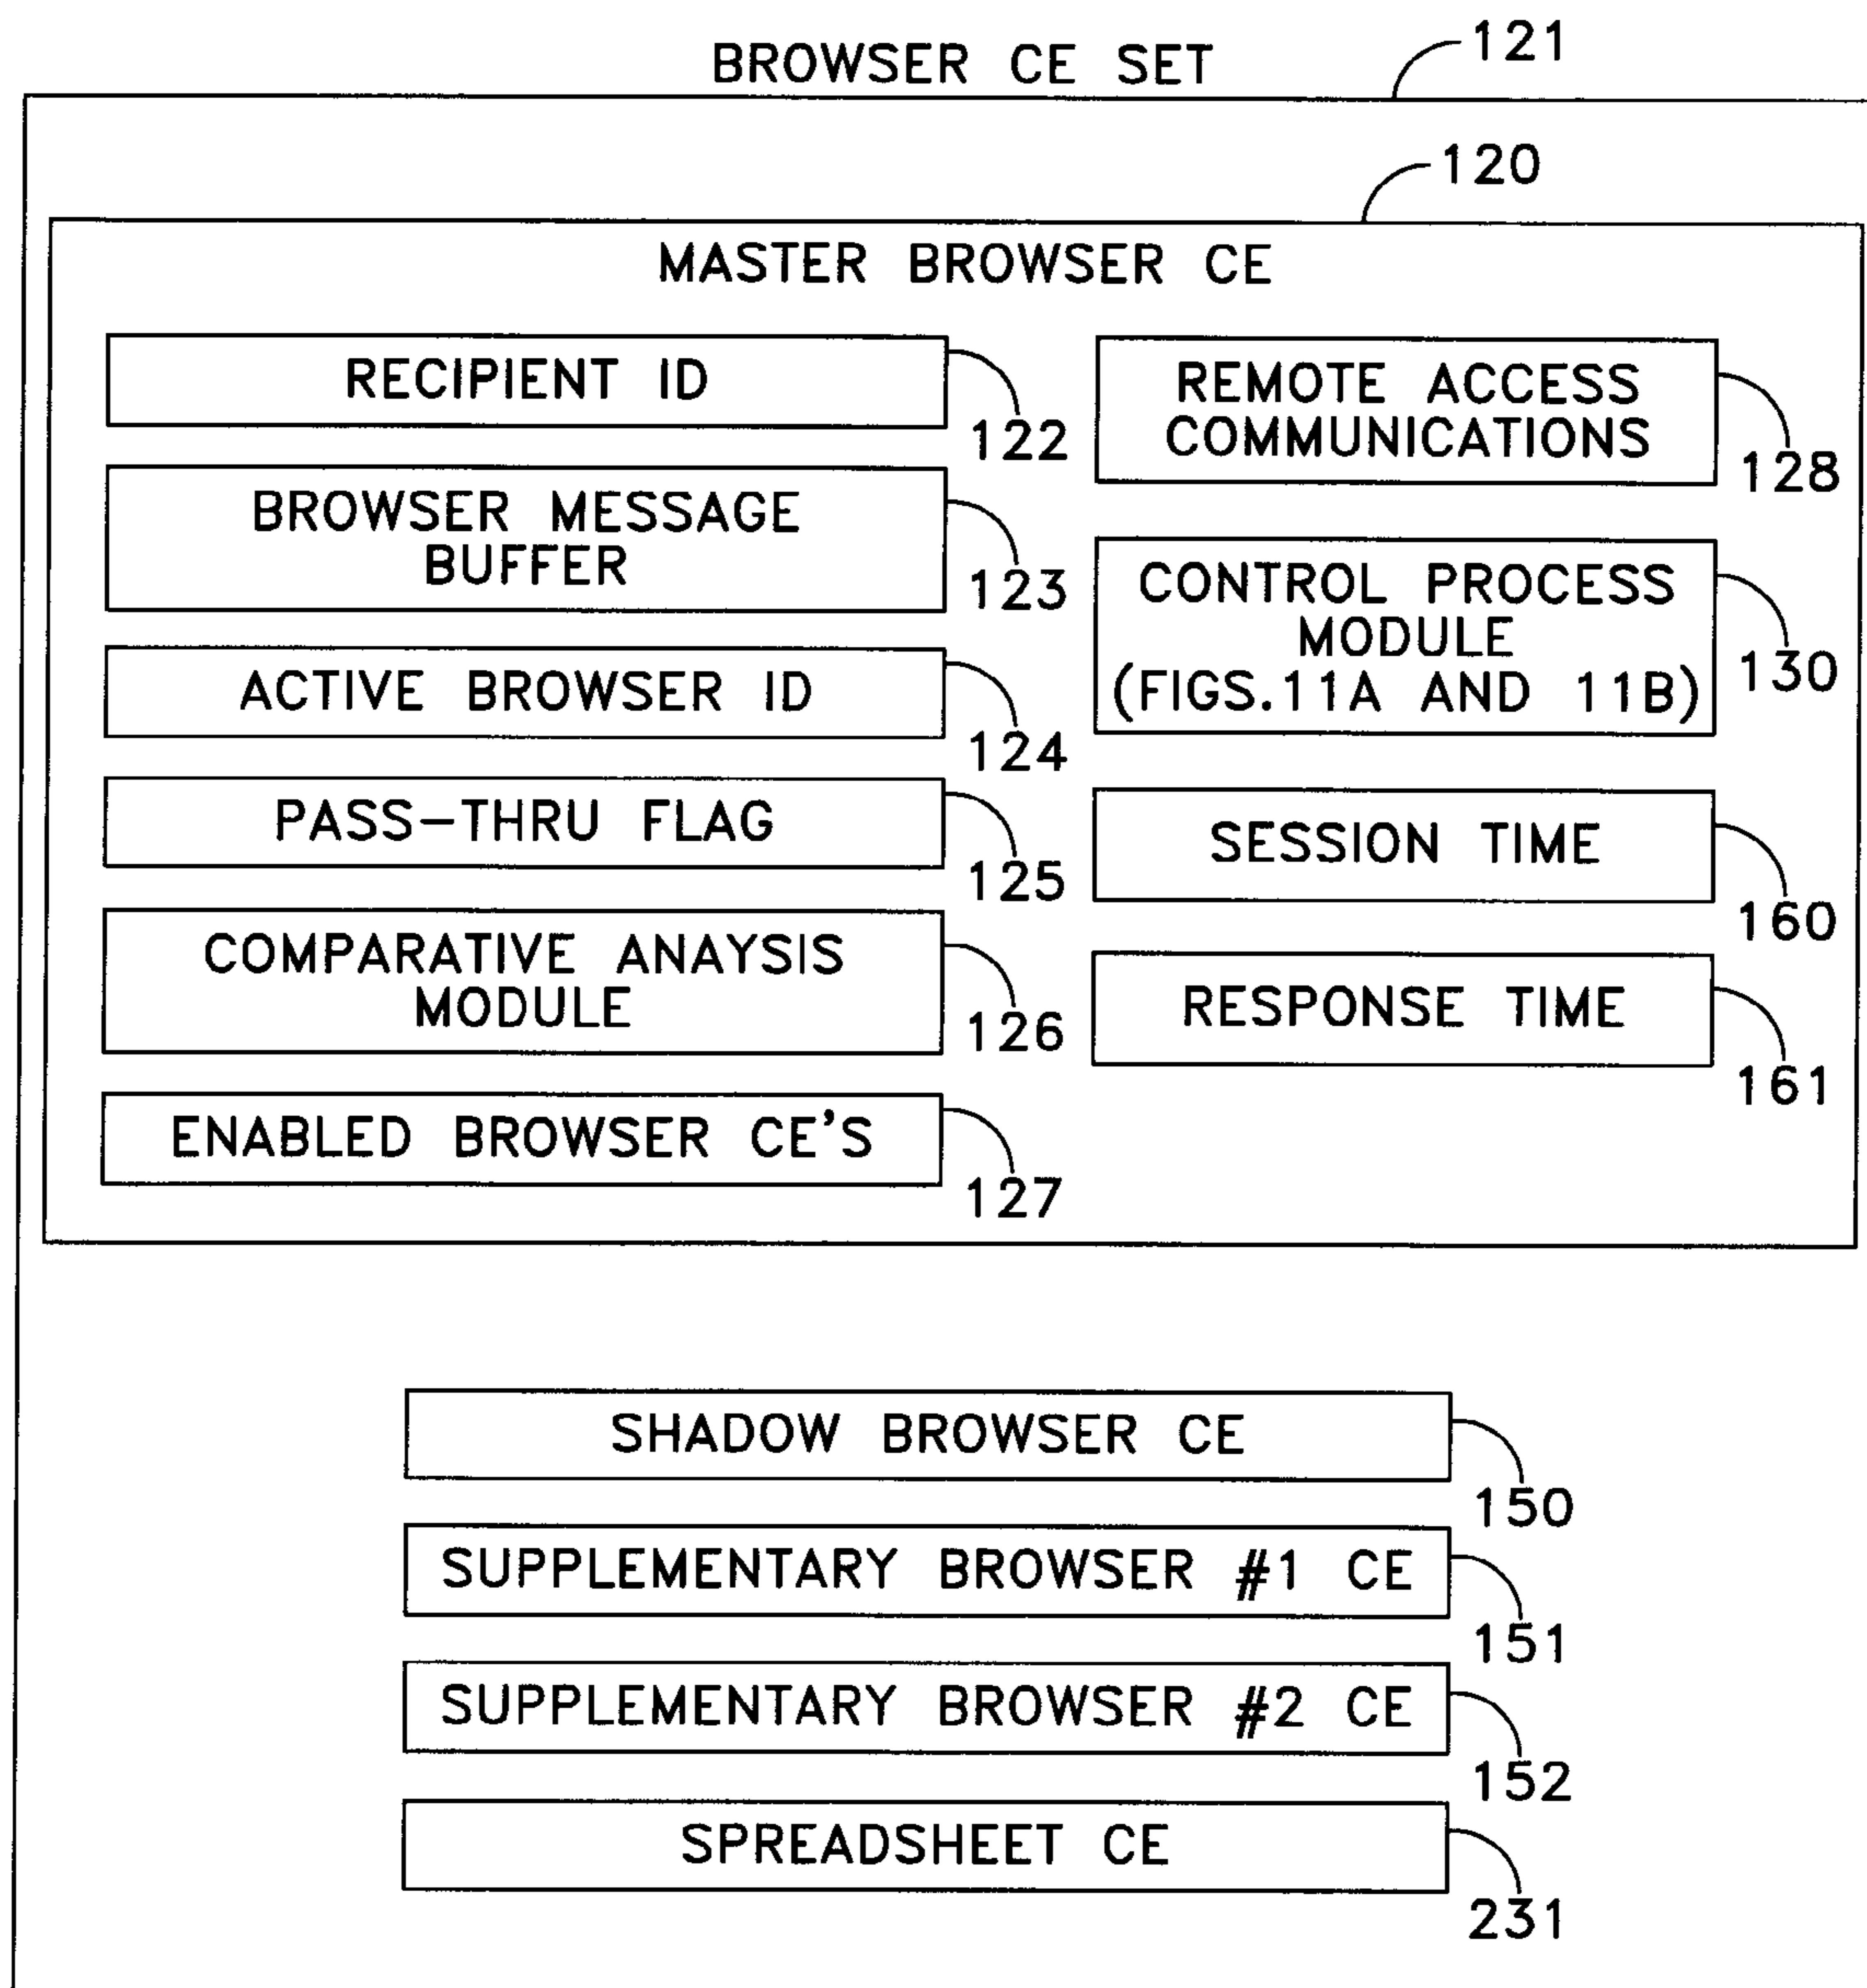 BROWSER CE SET
121
120
MASTER BROWSER CE
RECIPIENT ID
122
BROWSER MESSAGE
BUFFER
123
ACTIVE BROWSER ID
124
PASS-THRU FLAG
125
COMPARATIVE ANAYSIS
MODULE
126
ENABLED BROWSER CE'S
127
REMOTE ACCESS
COMMUNICATIONS
128
CONTROL PROCESS
MODULE
(FIGS.11A AND 11B)
130
SESSION TIME
160
RESPONSE TIME
161
SHADOW BROWSER CE
150
SUPPLEMENTARY BROWSER #1 CE
151
SUPPLEMENTARY BROWSER #2 CE
152
SPREADSHEET CE
231